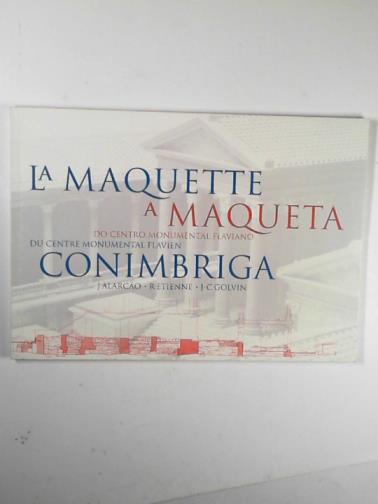 LA MAQUETTE
A MAQUETA
DO CENTRO MONUMENTAL FLAVIANO
DU CENTRE MONUMENTAL FLAVIEN
CONIMBRIGA
J ALARCÃO • R ETIENNE • J-C GOLVIN